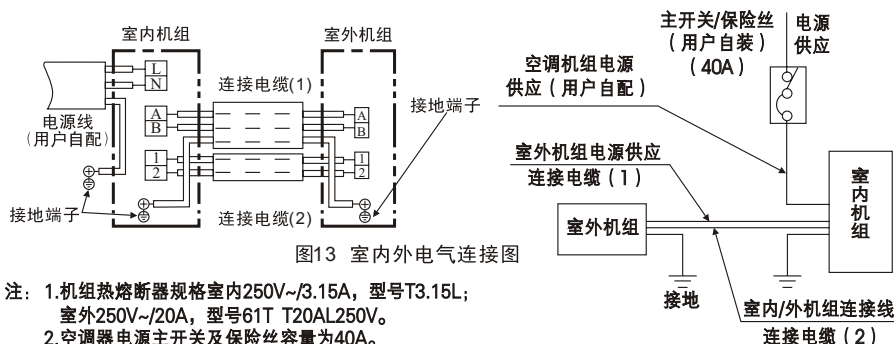 室内机组
室外机组
L
N
连接电缆(1)
电源线
(用户自配)
A
B
A
B
接地端子
1
2
1
2
接地端子
连接电缆(2)
图13 室内外电气连接图
主开关/保险丝
(用户自装)
(40A)
电源
供应
空调机组电源
供应(用户自配)
室外机组电源供应
连接电缆(1)
室外机组
室内机组
接地
室内/外机组连接线
连接电缆(2)
注: 1.机组热熔断器规格室内250V~/3.15A, 型号T3.15L;
室外250V~/20A, 型号61T T20AL250V。
2.空调器电源主开关及保险丝容量为40A。